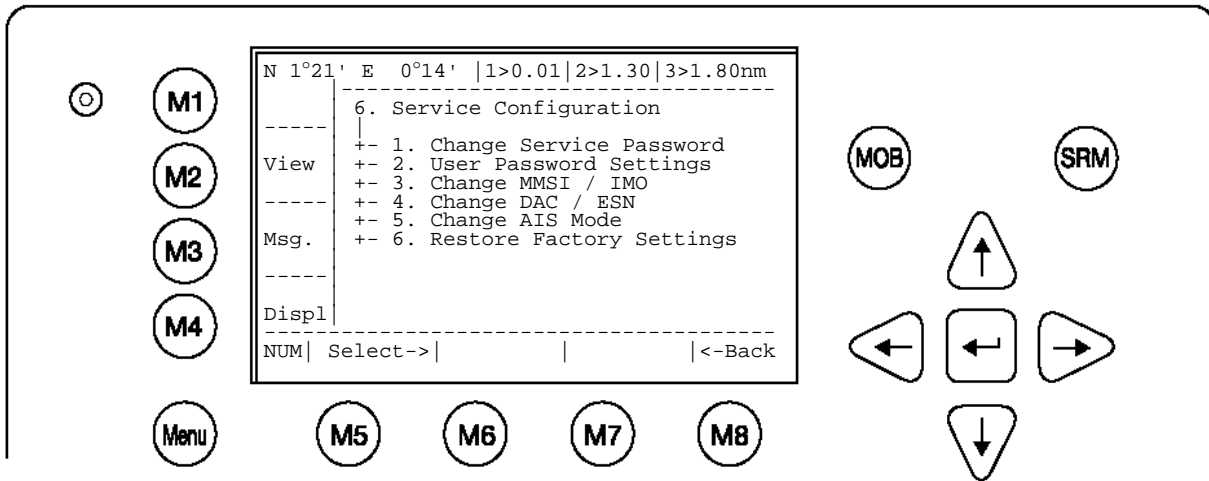 N 1°21' E 0°14' |1>0.01|2>1.30|3>1.80nm
6. Service Configuration
+- 1. Change Service Password
View +- 2. User Password Settings
+- 3. Change MMSI / IMO
+- 4. Change DAC / ESN
+- 5. Change AIS Mode
Msg. +- 6. Restore Factory Settings
Displ
NUM| Select->| | |<-Back
M1
M2
M3
M4
MOB
SRM
Menu
M5
M6
M7
M8